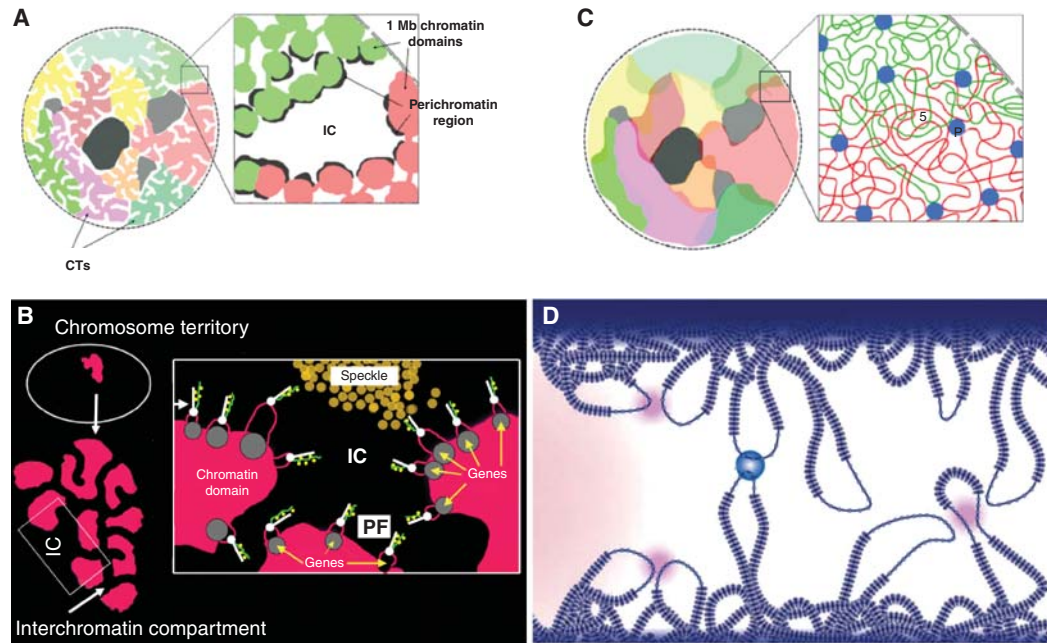 A
1 Mb chromatin
domains
Perichromatin
region
IC
CTs
C
5
P
B
Chromosome territory
IC
Interchromatin compartment
Speckle
IC
Genes
Chromatin
domain
PF
Genes
D